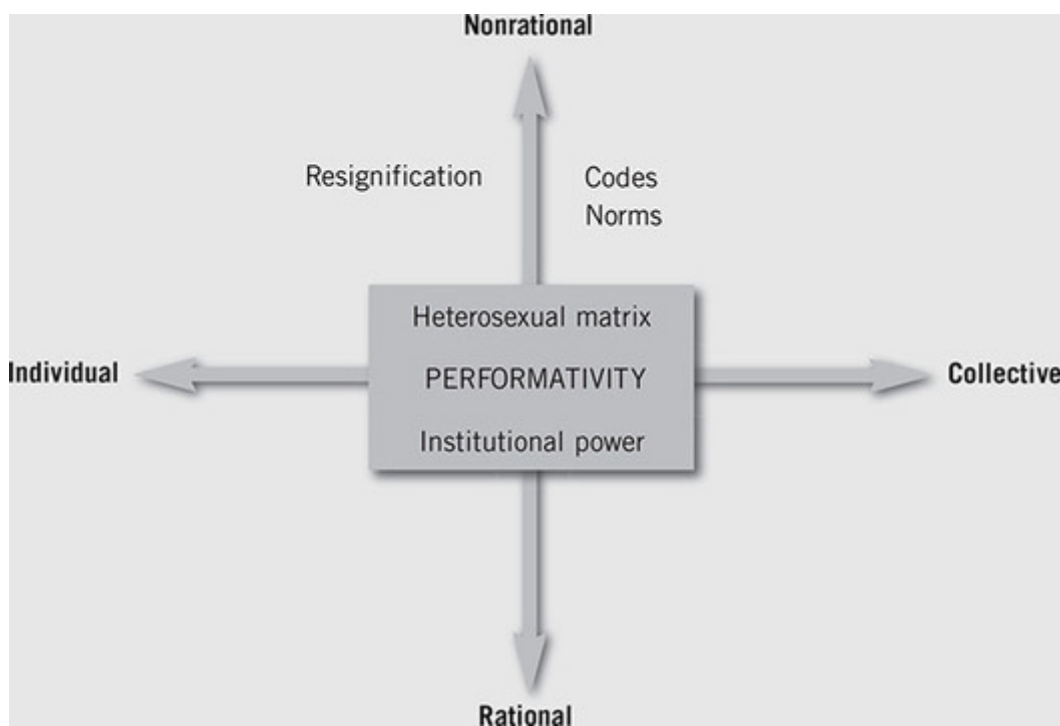 Nonrational
Resignification
Codes
Norms
Heterosexual matrix
Individual
PERFORMATIVITY
Collective
Institutional power
Rational